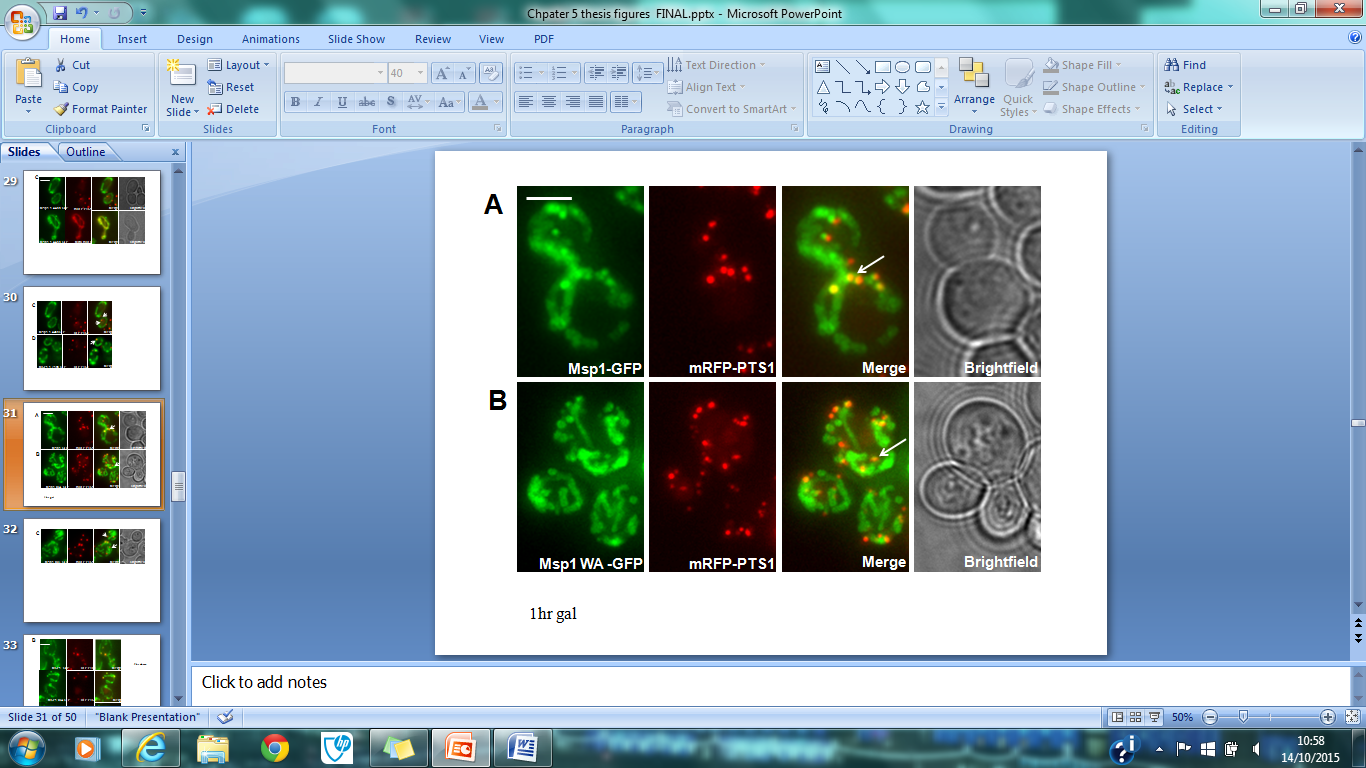 Chpater 5 thesis figures  FINAL.pptx - Microsoft PowerPoint
Home Insert Design Animations Slide Show Review View PDF
Paste
Cut
Copy
Format Painter
Clipboard
New Slide
Layout
Reset
Delete
Slides
40
B I U abc S AV Aa A
Font
Paragraph
Text Direction
Align Text
Convert to SmartArt
Arrange
Quick Styles
Shape Fill
Shape Outline
Shape Effects
Drawing
Find
Replace
Select
Editing
Slides Outline x
29
30
31
32
33
A
Msp1-GFP mRFP-PTS1 Merge Brightfield
B
Msp1 WA -GFP mRFP-PTS1 Merge Brightfield
1hr gal
Click to add notes
Slide 31 of 50 "Blank Presentation" 50%
10:58
14/10/2015